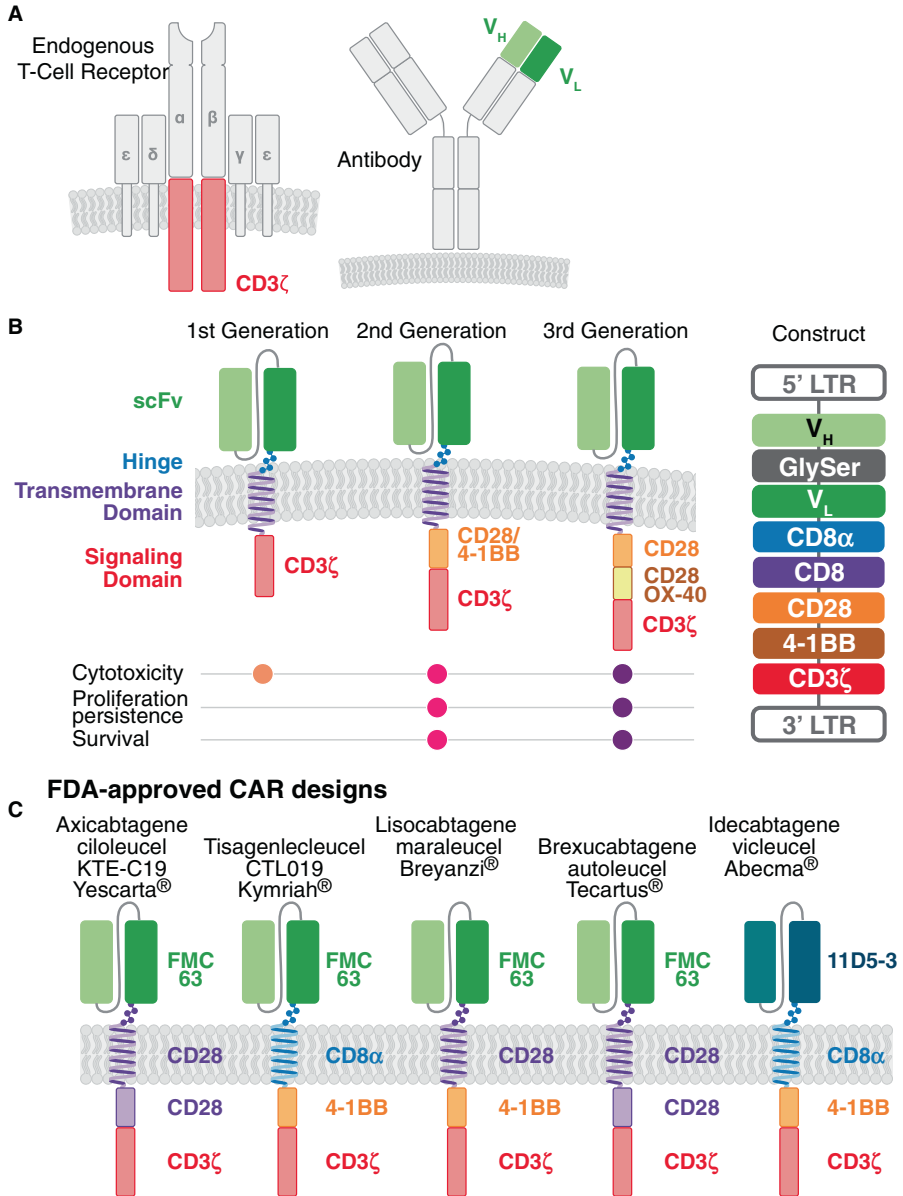 A
Endogenous
T-Cell Receptor
α
β
ε
δ
γ
ε
CD3ζ
Antibody
VH
VL
B
1st Generation
2nd Generation
3rd Generation
scFv
Hinge
Transmembrane
Domain
Signaling
Domain
CD3ζ
CD28/
4-1BB
CD3ζ
CD28
CD28
OX-40
CD3ζ
Cytotoxicity
Proliferation
persistence
Survival
Construct
5’ LTR
VH
GlySer
VL
CD8α
CD8
CD28
4-1BB
CD3ζ
3’ LTR
FDA-approved CAR designs
C
Axicabtagene
ciloleucel
KTE-C19
Yescarta®
Tisagenlecleucel
CTL019
Kymriah®
Lisocabtagene
maraleucel
Breyanzi®
Brexucabtagene
autoleucel
Tecartus®
Idecabtagene
vicleucel
Abecma®
FMC
63
FMC
63
FMC
63
FMC
63
11D5-3
CD28
CD8α
CD28
CD28
CD8α
CD28
4-1BB
4-1BB
CD28
4-1BB
CD3ζ
CD3ζ
CD3ζ
CD3ζ
CD3ζ